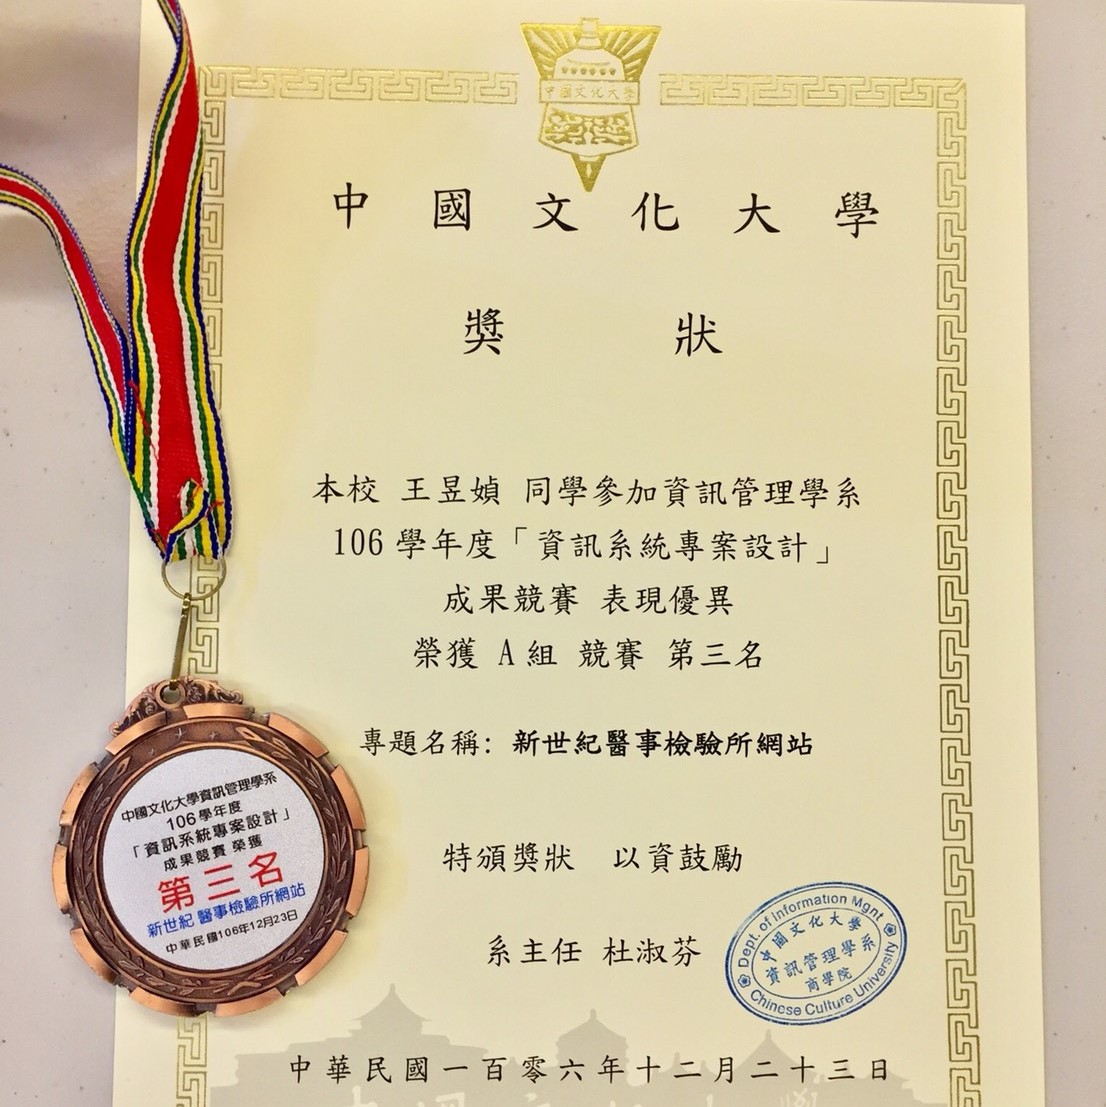 中國文化大學
中國文化大學
獎狀
本校 王昱媜 同學參加資訊管理學系
106 學年度「資訊系統專案設計」
成果競賽 表現優異
榮獲 A組 競賽 第三名
專題名稱: 新世紀醫事檢驗所網站
特頒獎狀 以資鼓勵
系主任 杜淑芬
Dept. of Information Mgnt
中國文化大學
資訊管理學系
商學院
Chinese Culture University
中華民國一百零六年十二月二十三日
中國文化大學資訊管理學系
106學年度
「資訊系統專案設計」
成果競賽 榮獲
第三名
新世紀 醫事檢驗所網站
中華民國106年12月23日